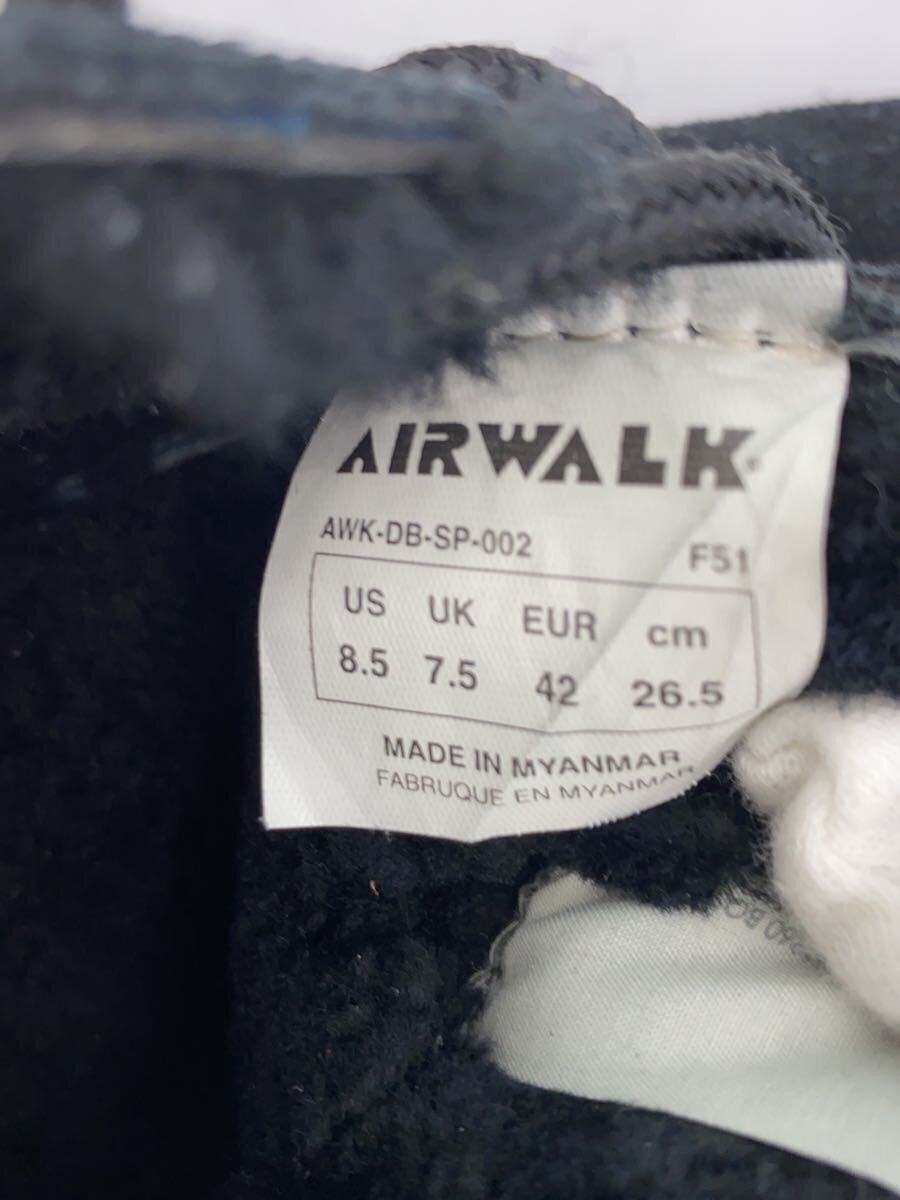 AIRWALK
AWK-DB-SP-002 F51
US UK EUR cm
8.5 7.5 42 26.5
MADE IN MYANMAR
FABRUQUE EN MYANMAR